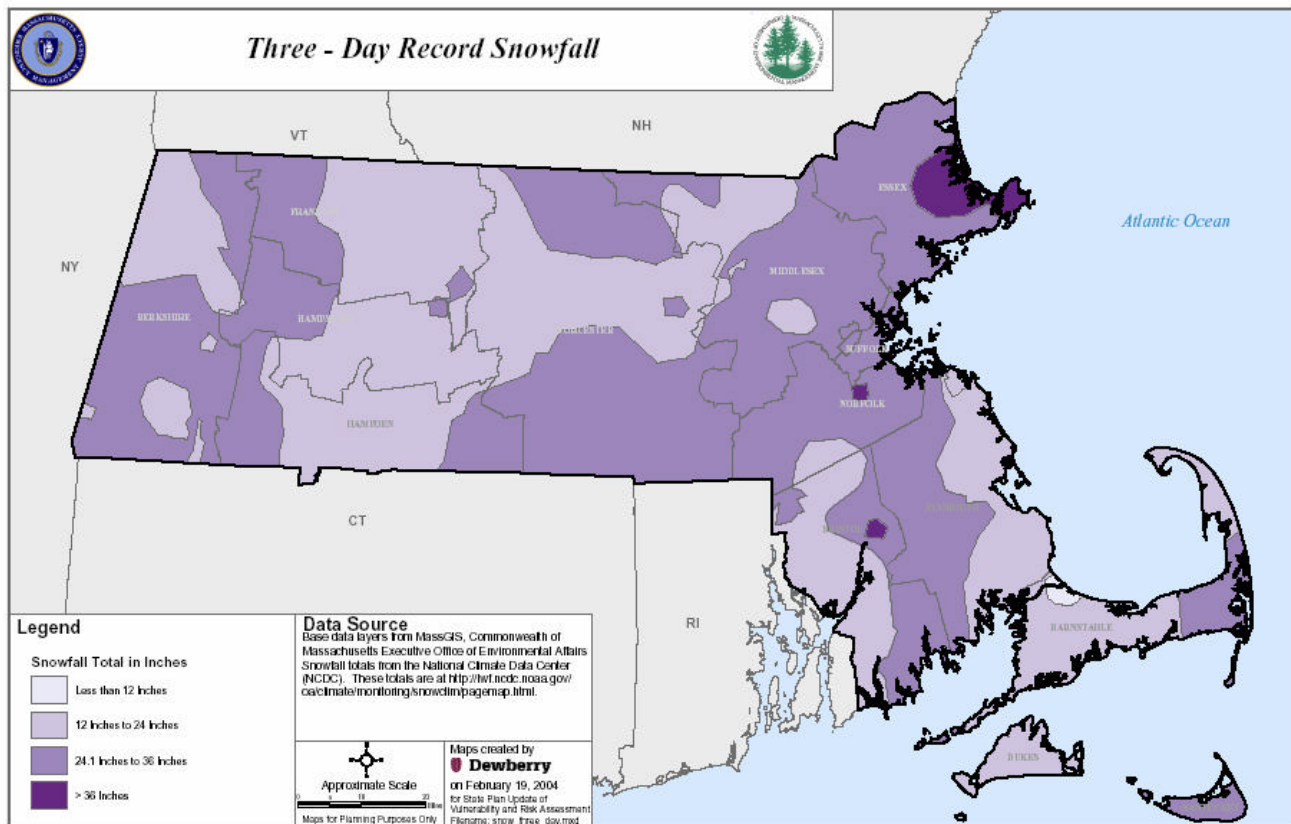 Three - Day Record Snowfall
VT
NH
ESSEX
Atlantic Ocean
NY
MIDDLESEX
BERKSHIRE
WORCESTER
SUFFOLK
NORFOLK
HAMPDEN
CT
RI
BARNSTABLE
DUKES
Legend
Snowfall Total in Inches
Less than 12 Inches
12 Inches to 24 Inches
24.1 Inches to 36 Inches
> 36 Inches
Data Source
Base data layers from MassGIS, Commonwealth of
Massachusetts Executive Office of Environmental Affairs
Snowfall totals from the National Climate Data Center
(NCDC). These totals are at http://lwf.ncdc.noaa.gov/
oa/climate/monitoring/snowclim/pagemap.html.
Approximate Scale
0 5 10 20
Miles
Maps for Planning Purposes Only
Maps created by
Dewberry
on February 19, 2004
for State Plan Update of
Vulnerability and Risk Assessment
Filename: snow_three_day.mxd